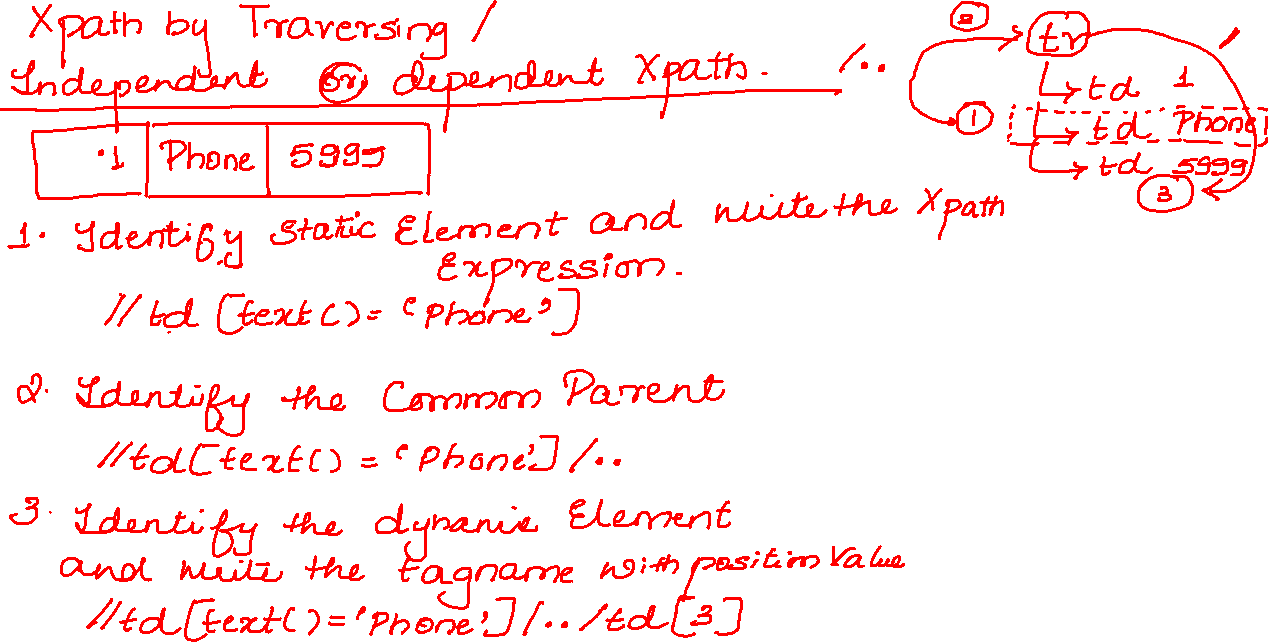 Xpath by Traversing /
Independent (or) dependent Xpath. /..
1 Phone 5999
② tr
td 1
① td Phone
td 5999
③
1. Identify static Element and write the Xpath
Expression.
// td [text()= 'Phone']
2. Identify the Common Parent
//td[text() = 'Phone']/..
3. Identify the dynamic Element
and write the tagname with position Value
//td[text()='Phone']/../td[3]